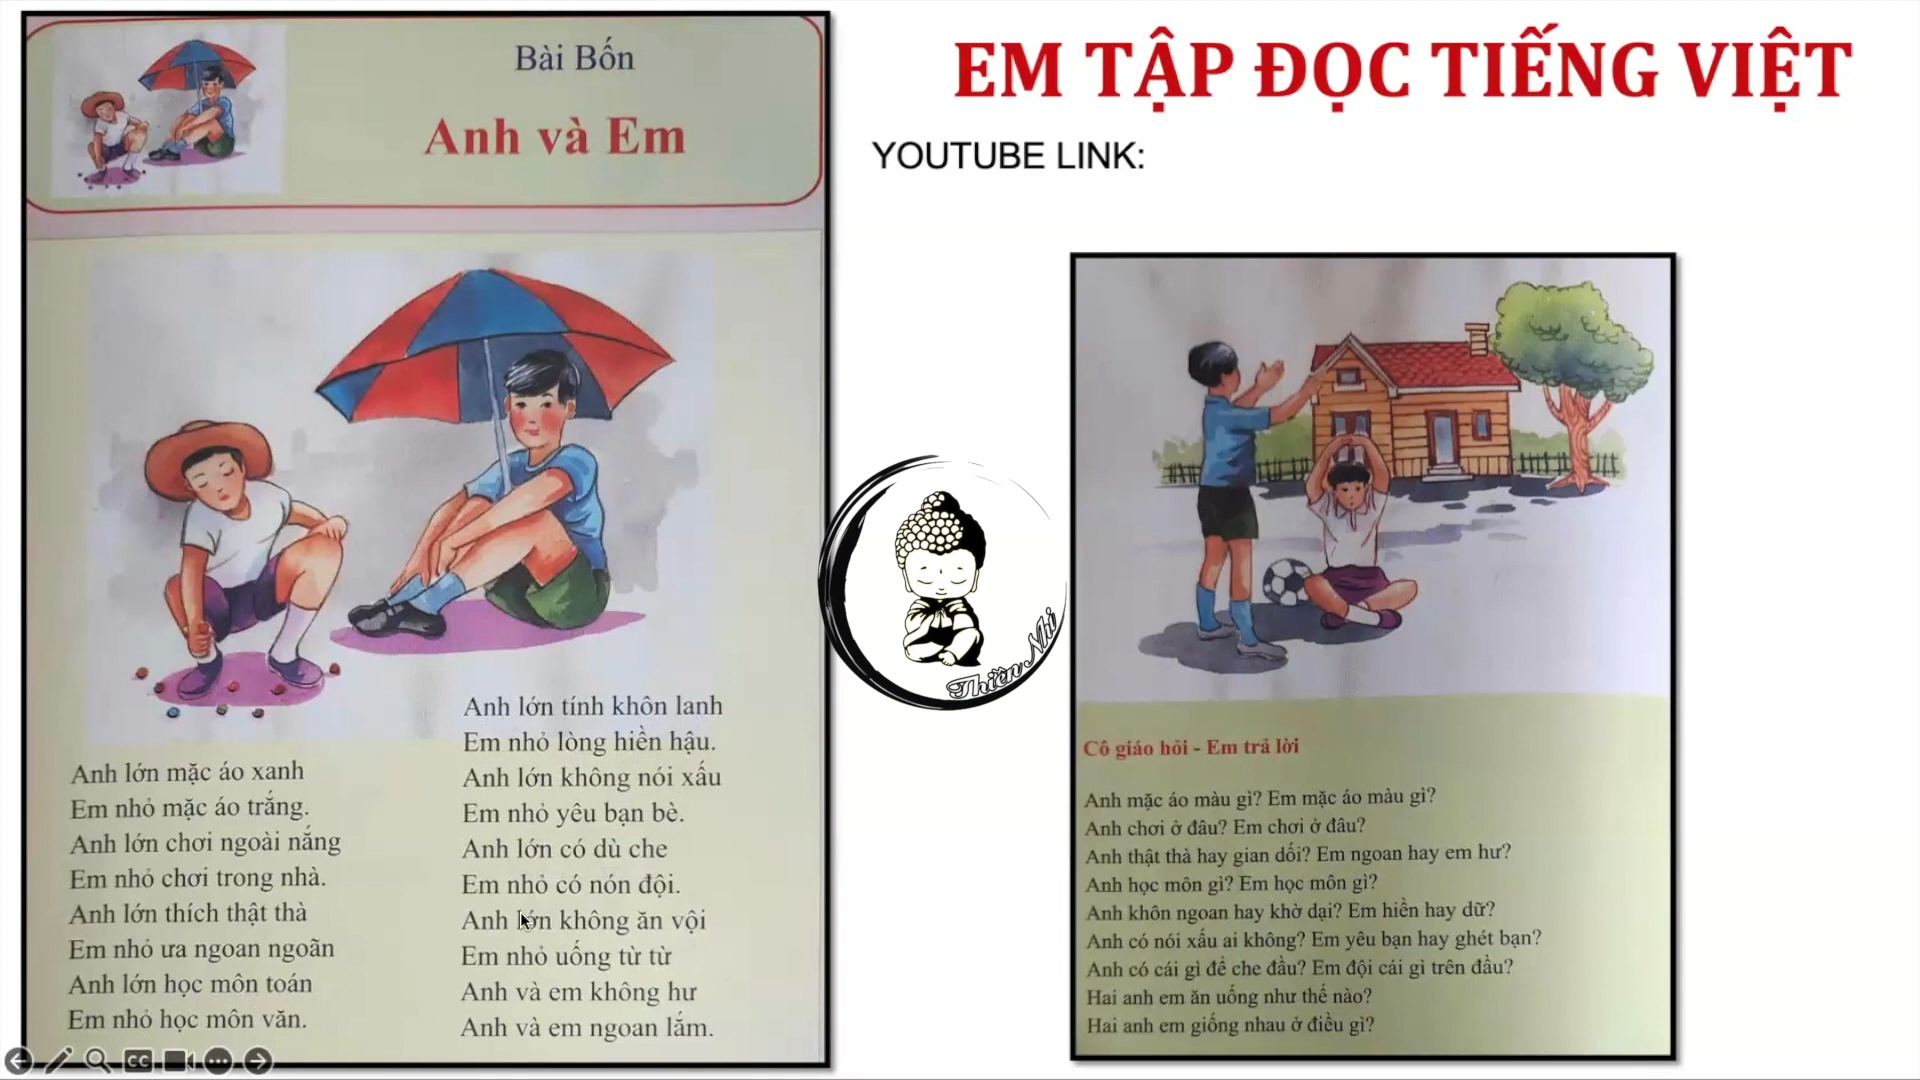 Bài Bốn
Anh và Em
Anh lớn mặc áo xanh
Em nhỏ mặc áo trắng.
Anh lớn chơi ngoài nắng
Em nhỏ chơi trong nhà.
Anh lớn thích thật thà
Em nhỏ ưa ngoan ngoãn
Anh lớn học môn toán
Em nhỏ học môn văn.
Anh lớn tính khôn lanh
Em nhỏ lòng hiền hậu.
Anh lớn không nói xấu
Em nhỏ yêu bạn bè.
Anh lớn có dù che
Em nhỏ có nón đội.
Anh lớn không ăn vội
Em nhỏ uống từ từ
Anh và em không hư
Anh và em ngoan lắm.
EM TẬP ĐỌC TIẾNG VIỆT
YOUTUBE LINK:
Thiền Mi
Cô giáo hỏi - Em trả lời
Anh mặc áo màu gì? Em mặc áo màu gì?
Anh chơi ở đâu? Em chơi ở đâu?
Anh thật thà hay gian dối? Em ngoan hay em hư?
Anh học môn gì? Em học môn gì?
Anh khôn ngoan hay khờ dại? Em hiền hay dữ?
Anh có nói xấu ai không? Em yêu bạn hay ghét bạn?
Anh có cái gì để che đầu? Em đội cái gì trên đầu?
Hai anh em ăn uống như thế nào?
Hai anh em giống nhau ở điều gì?
CC